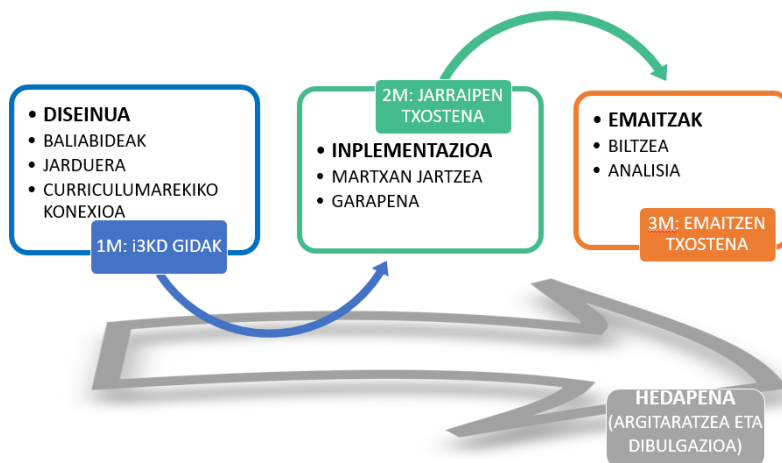 • DISEINUA
• BALIABIDEAK
• JARDUERA
• CURRICULUMAREKIKO
KONEXIOA
1M: i3KD GIDAK
2M: JARRAIPEN
TXOSTENA
• INPLEMENTAZIOA
• MARTXAN JARTZEA
• GARAPENA
• EMAITZAK
• BILTZEA
• ANALISIA
3M: EMAITZEN
TXOSTENA
HEDAPENA
(ARGITARATZEA ETA
DIBULGAZIOA)